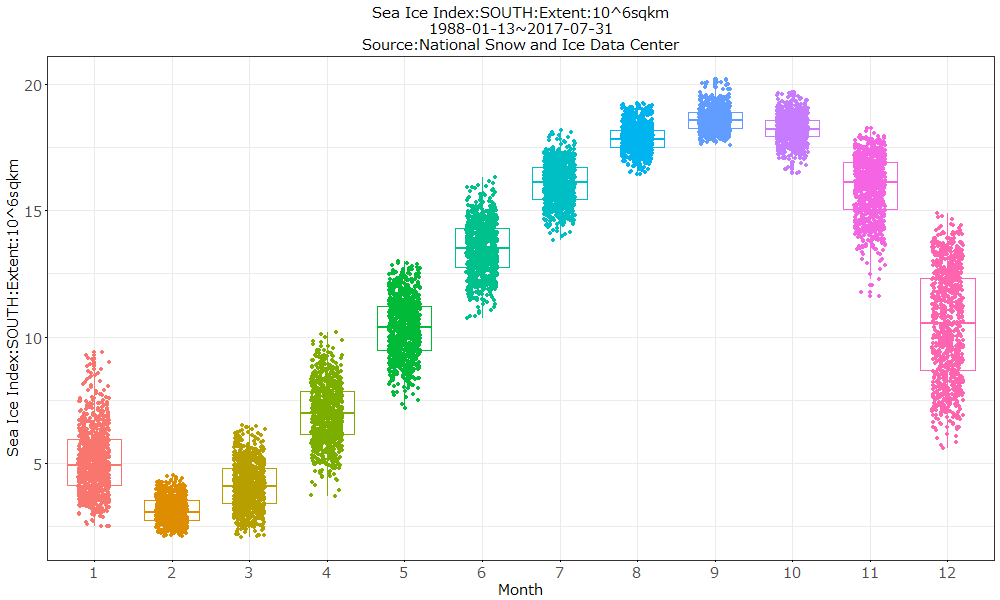 Sea Ice Index:SOUTH:Extent:10^6sqkm
1988-01-13~2017-07-31
Source:National Snow and Ice Data Center
Sea Ice Index:SOUTH:Extent:10^6sqkm
20
15
10
5
1 2 3 4 5 6 7 8 9 10 11 12
Month